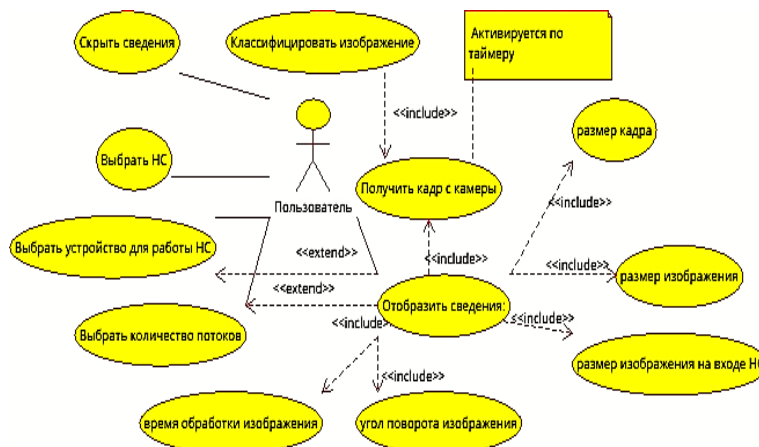 Скрыть сведения
Классифицировать изображение
Активируется по
таймеру
<<include>>
размер кадра
Выбрать НС
Получить кадр с камеры
Пользователь
<<include>>
Выбрать устройство для работы НС
<<extend>>
<<include>>
<<include>>
размер изображения
<<extend>>
Отобразить сведения:
<<include>
<<include>>
Выбрать количество потоков
размер изображения на входе НС
<<include>>
время обработки изображения
угол поворота изображения